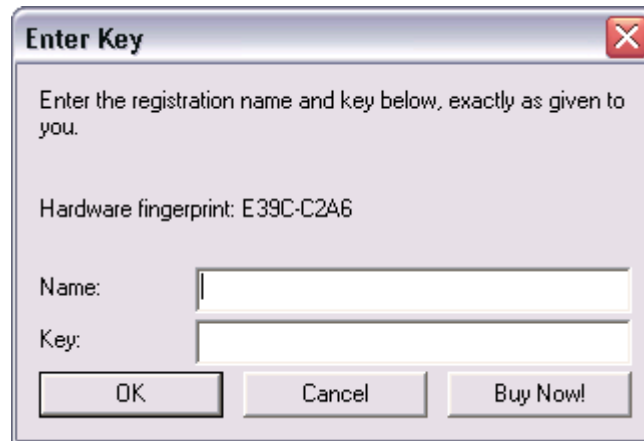 Enter Key
Enter the registration name and key below, exactly as given to
you.
Hardware fingerprint: E39C-C2A6
Name:
Key:
OK Cancel Buy Now!